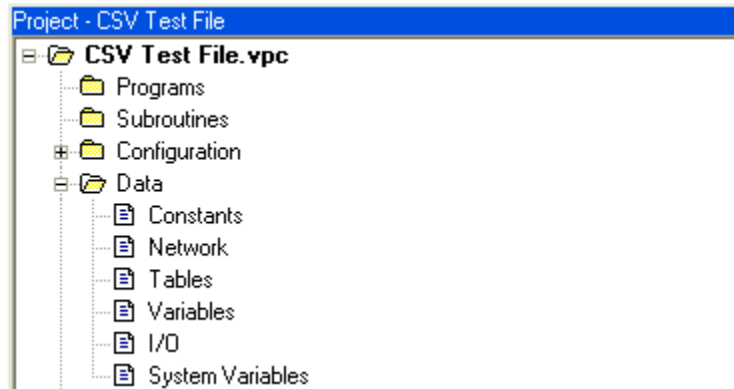 Project - CSV Test File
CSV Test File.vpc
Programs
Subroutines
Configuration
Data
Constants
Network
Tables
Variables
I/O
System Variables